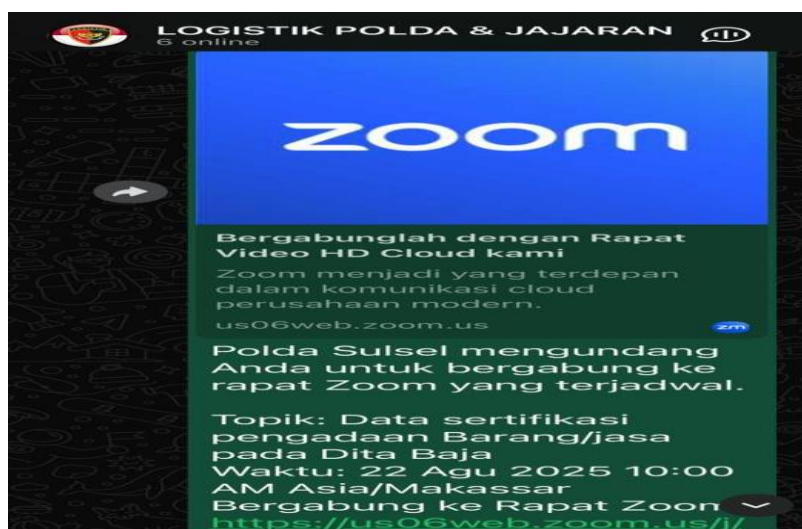 LOGISTIK POLDA & JAJARAN
6 online
zoom
Bergabunglah dengan Rapat
Video HD Cloud kami
Zoom menjadi yang terdepan
dalam komunikasi cloud
perusahaan modern.
us06web.zoom.us
zm
Polda Sulsel mengundang
Anda untuk bergabung ke
rapat Zoom yang terjadwal.
Topik: Data sertifikasi
pengadaan Barang/jasa
pada Dita Baja
Waktu: 22 Agu 2025 10:00
AM Asia/Makassar
Bergabung ke Rapat Zoom
https://us06web.zoom.us/